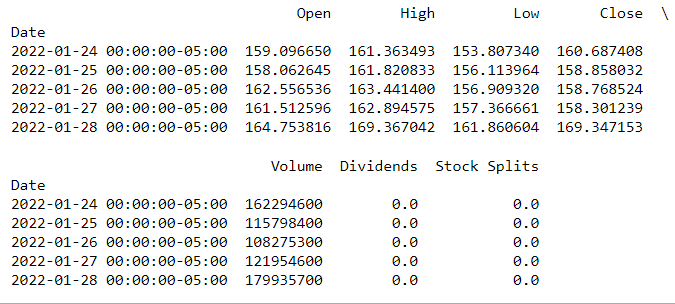 Open High Low Close \
Date
2022-01-24 00:00:00-05:00 159.096650 161.363493 153.807340 160.687408
2022-01-25 00:00:00-05:00 158.062645 161.820833 156.113964 158.858032
2022-01-26 00:00:00-05:00 162.556536 163.441400 156.909320 158.768524
2022-01-27 00:00:00-05:00 161.512596 162.894575 157.366661 158.301239
2022-01-28 00:00:00-05:00 164.753816 169.367042 161.860604 169.347153
Volume Dividends Stock Splits
Date
2022-01-24 00:00:00-05:00 162294600 0.0 0.0
2022-01-25 00:00:00-05:00 115798400 0.0 0.0
2022-01-26 00:00:00-05:00 108275300 0.0 0.0
2022-01-27 00:00:00-05:00 121954600 0.0 0.0
2022-01-28 00:00:00-05:00 179935700 0.0 0.0